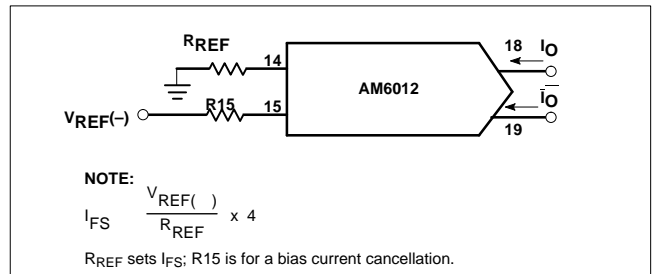 RREF
14
18 IO
AM6012
VREF(–) R15 15
IO
19
NOTE:
IFS VREF( ) / RREF x 4
RREF sets IFS; R15 is for a bias current cancellation.